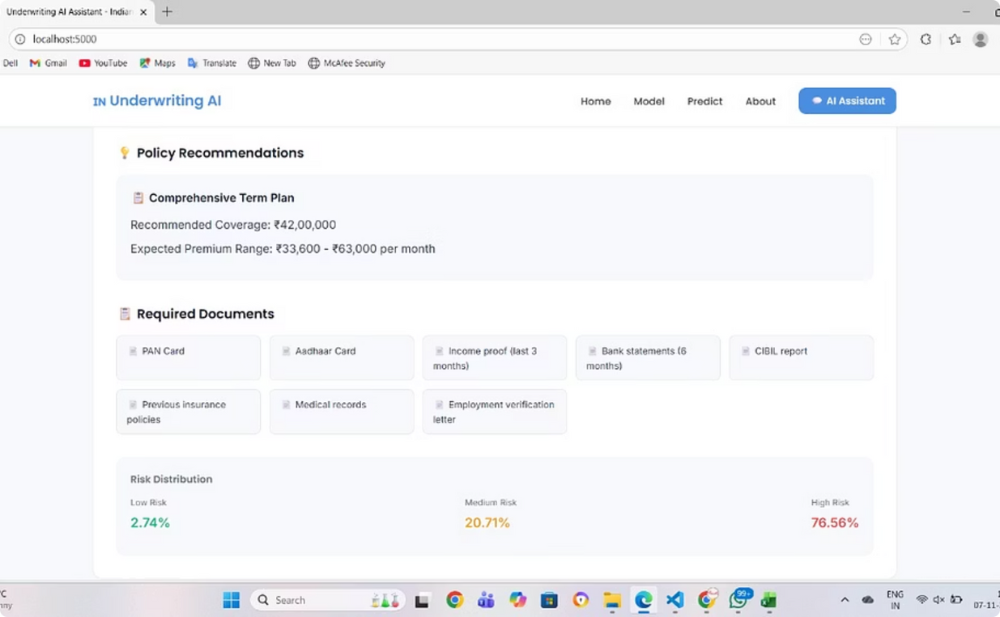 Underwriting AI Assistant - Indian
localhost:5000
Dell Gmail YouTube Maps Translate New Tab McAfee Security
IN Underwriting AI Home Model Predict About AI Assistant
Policy Recommendations
Comprehensive Term Plan
Recommended Coverage: ₹42,00,000
Expected Premium Range: ₹33,600 - ₹63,000 per month
Required Documents
PAN Card
Aadhaar Card
Income proof (last 3
months)
Bank statements (6
months)
CIBIL report
Previous insurance
policies
Medical records
Employment verification
letter
Risk Distribution
Low Risk Medium Risk High Risk
2.74% 20.71% 76.56%
Search
99+
ENG
IN
07-11-